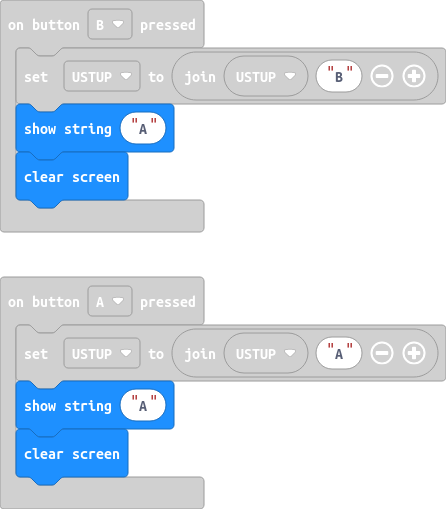 on button B pressed
set USTUP to join USTUP "B"
show string "A"
clear screen
on button A pressed
set USTUP to join USTUP "A"
show string "A"
clear screen